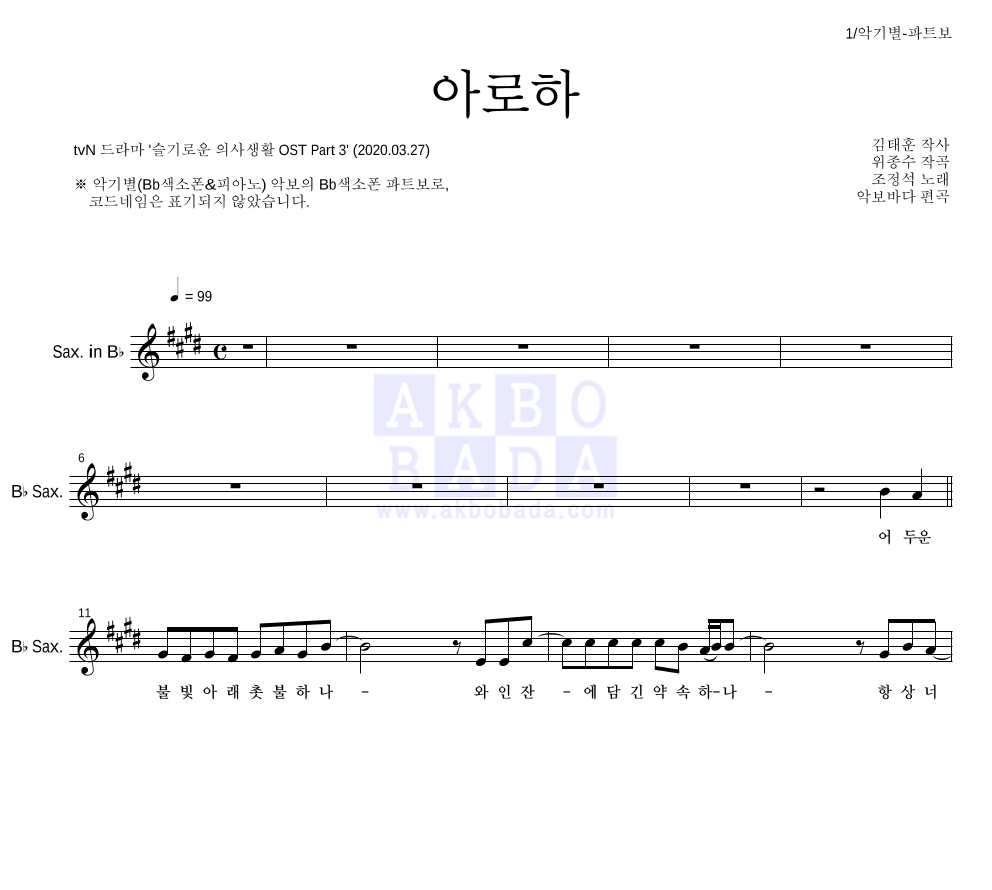 1/악기별-파트보
아로하
tvN 드라마 '슬기로운 의사생활 OST Part 3' (2020.03.27)
※ 악기별(Bb색소폰&피아노) 악보의 Bb색소폰 파트보로,
코드네임은 표기되지 않았습니다.
김태훈 작사
위종수 작곡
조정석 노래
악보바다 편곡
= 99
Sax. in B♭
AKBO
BADA
www.akbobada.com
6
B♭ Sax.
어 두운
11
B♭ Sax.
불 빛 아 래 촛 불 하 나 - 와 인 잔 - 에 담 긴 약 속 하-나 - 항 상 너